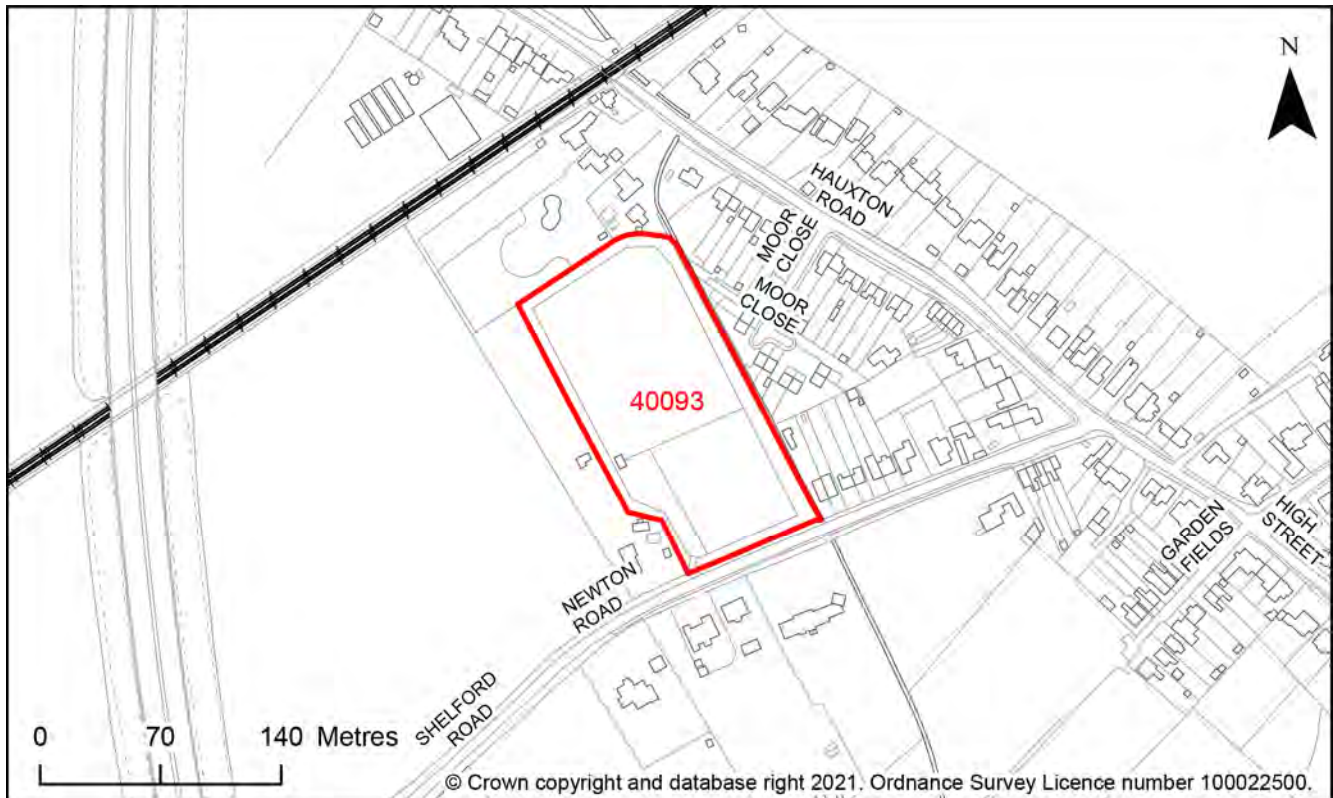 N
HAUXTON
ROAD
MOOR
CLOSE
MOOR
CLOSE
40093
HIGH
STREET
GARDEN
FIELDS
NEWTON
ROAD
SHELFORD
ROAD
0 70 140 Metres
© Crown copyright and database right 2021. Ordnance Survey Licence number 100022500.